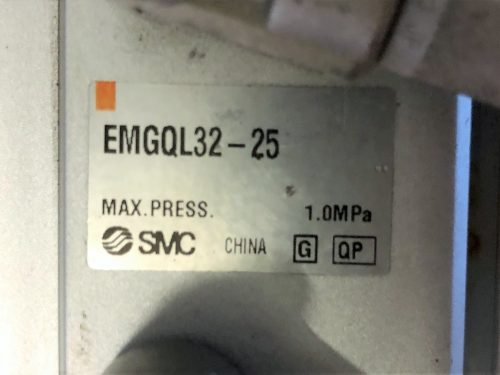 EMGQL32-25
MAX.PRESS. 1.0MPa
SMC CHINA G QP